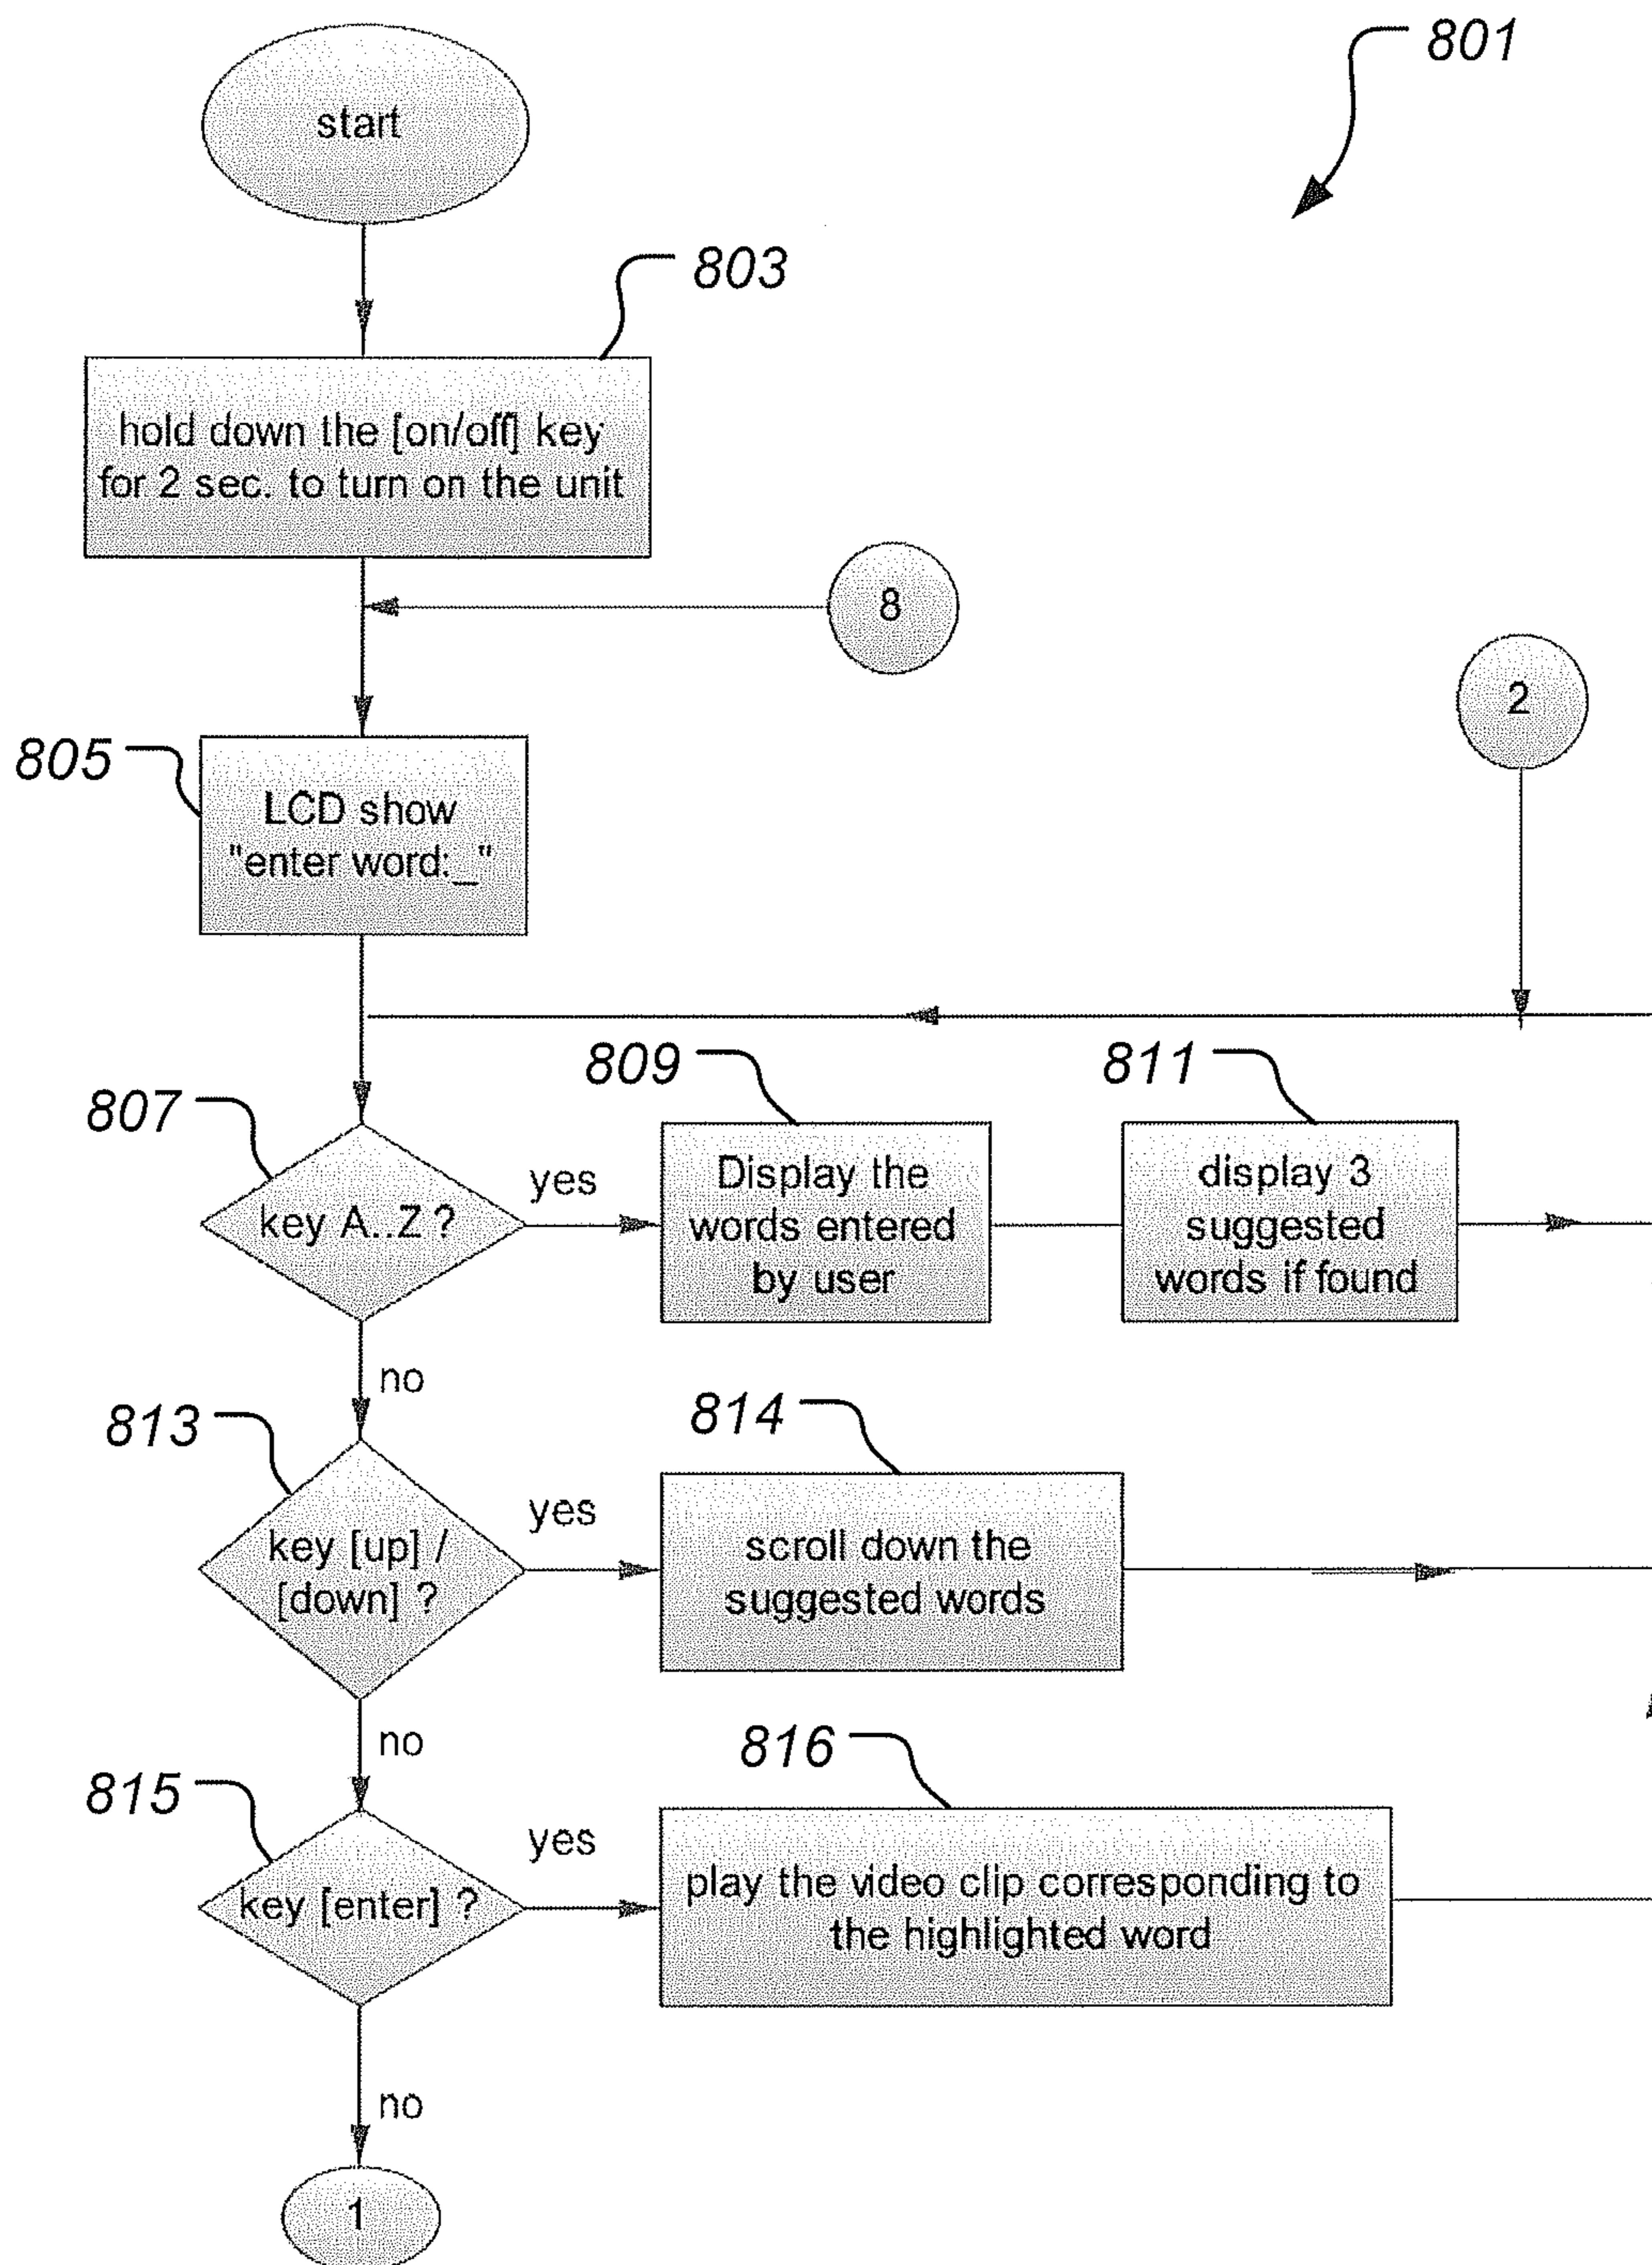 801
start
803
hold down the [on/off] key
for 2 sec. to turn on the unit
8
2
805
LCD show
"enter word:_"
807
key A..Z ?
yes
809
Display the
words entered
by user
811
display 3
suggested
words if found
no
813
key [up] /
[down] ?
yes
814
scroll down the
suggested words
no
815
key [enter] ?
yes
816
play the video clip corresponding to
the highlighted word
no
1